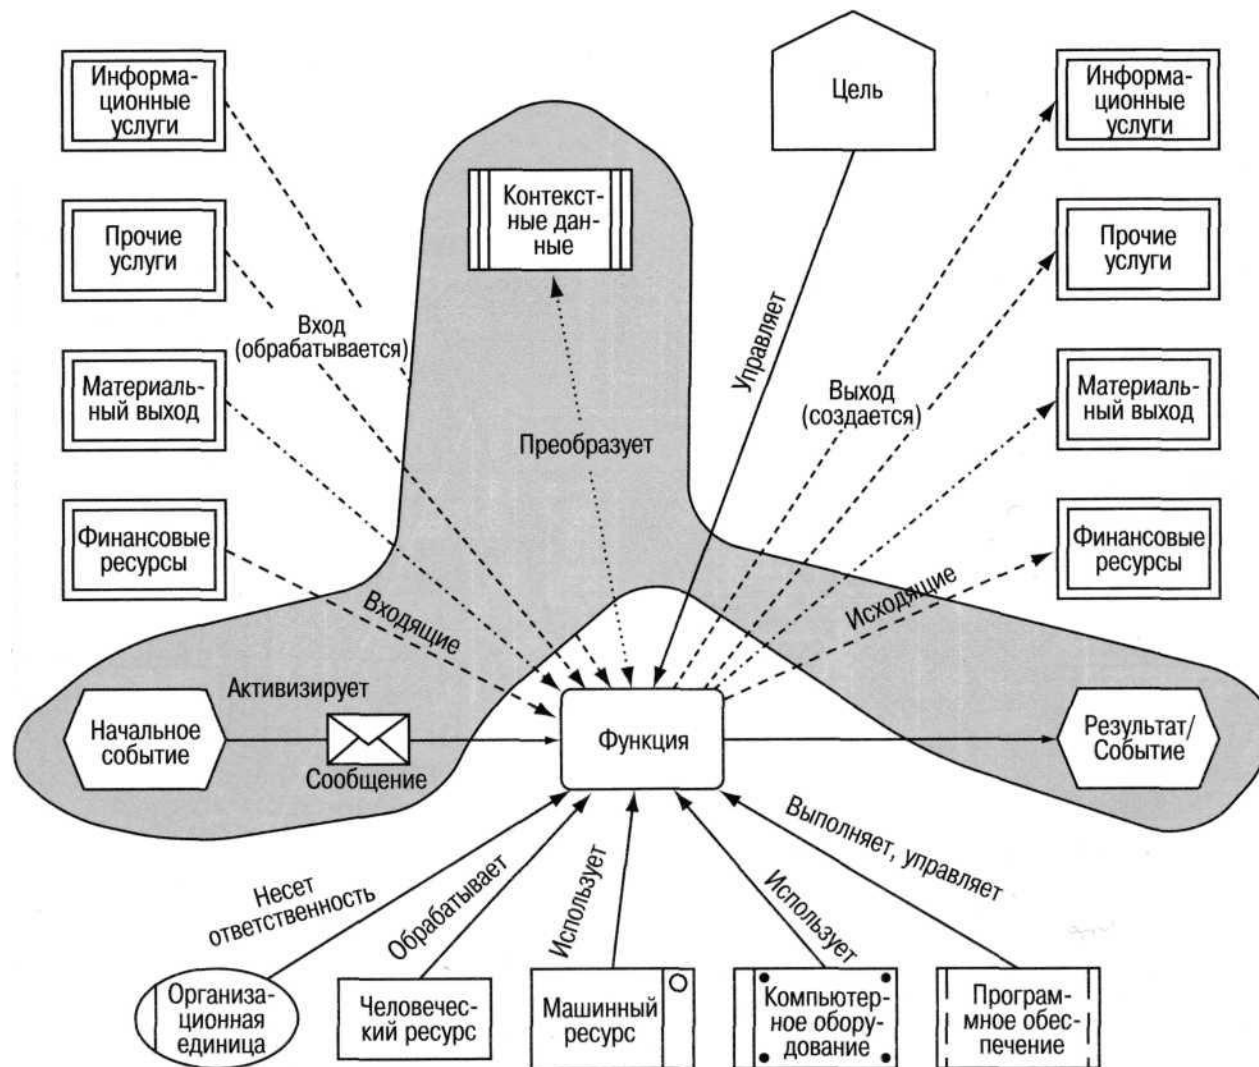 Информа-
ционные
услуги
Цель
Информа-
ционные
услуги
Контекст-
ные дан-
ные
Прочие
услуги
Прочие
услуги
Вход
(обрабатывается)
Управляет
Материаль-
ный выход
Выход
(создается)
Материаль-
ный выход
Преобразует
Финансовые
ресурсы
Финансовые
ресурсы
Входящие
Исходящие
Активизирует
Начальное
событие
Сообщение
Функция
Результат/
Событие
Несет
ответственность
Обрабатывает
Использует
Использует
Выполняет, управляет
Организа-
ционная
единица
Человечес-
кий ресурс
Машинный
ресурс
Компьютер-
ное обору-
дование
Програм-
мное обес-
печение